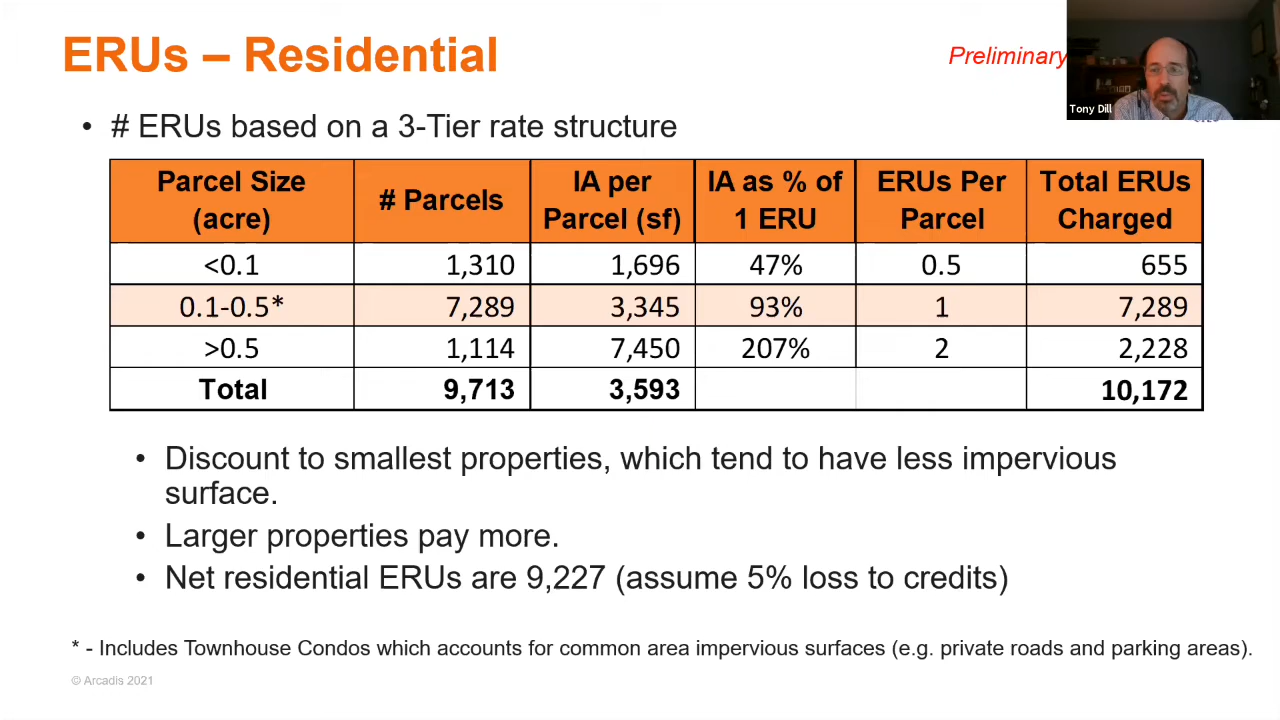 ERUs – Residential
Preliminary
Tony Dill
• # ERUs based on a 3-Tier rate structure
Parcel Size (acre) # Parcels IA per Parcel (sf) IA as % of 1 ERU ERUs Per Parcel Total ERUs Charged
<0.1 1,310 1,696 47% 0.5 655
0.1-0.5* 7,289 3,345 93% 1 7,289
>0.5 1,114 7,450 207% 2 2,228
Total 9,713 3,593 10,172
• Discount to smallest properties, which tend to have less impervious
surface.
• Larger properties pay more.
• Net residential ERUs are 9,227 (assume 5% loss to credits)
* - Includes Townhouse Condos which accounts for common area impervious surfaces (e.g. private roads and parking areas).
© Arcadis 2021